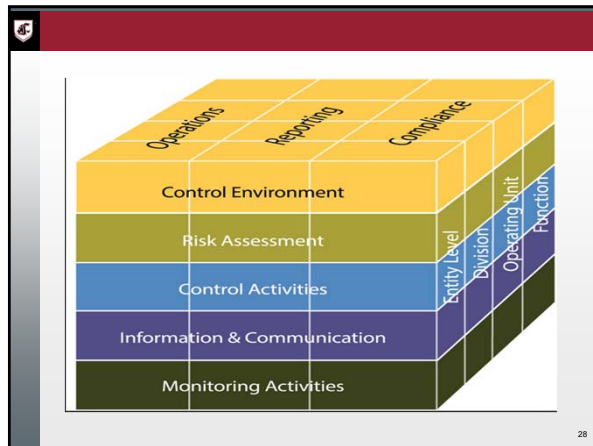 Operations
Reporting
Compliance
Control Environment
Risk Assessment
Control Activities
Information & Communication
Monitoring Activities
Entity Level
Division
Operating Unit
Function
28